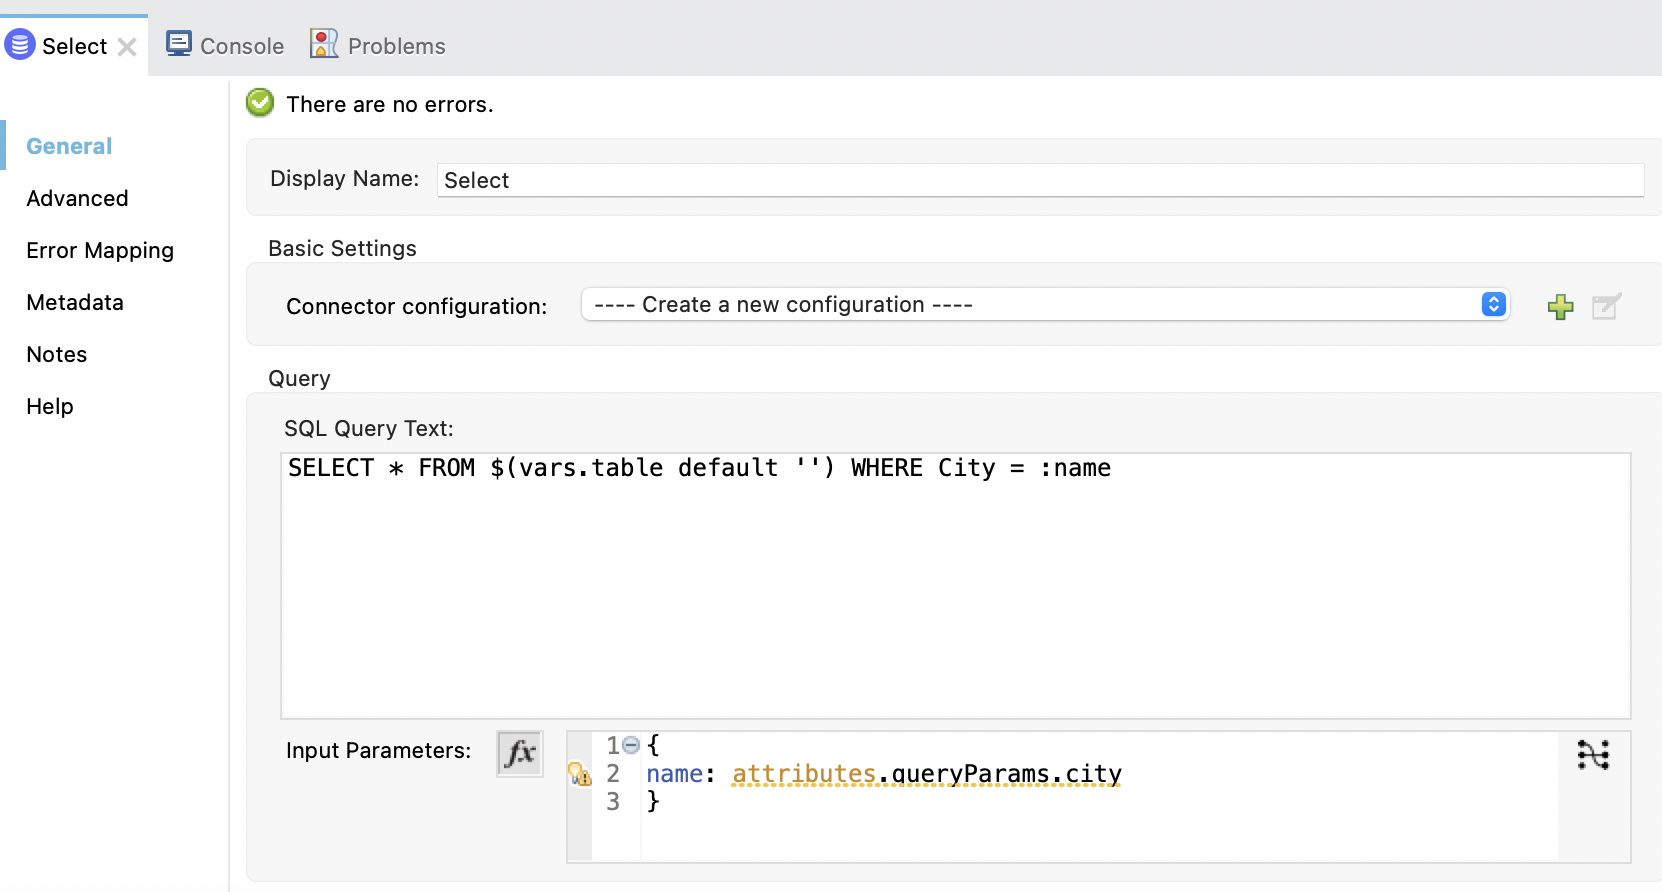 Select Console Problems
There are no errors.
General
Advanced
Error Mapping
Metadata
Notes
Help
Display Name: Select
Basic Settings
Connector configuration: ---- Create a new configuration ----
Query
SQL Query Text:
SELECT * FROM $(vars.table default '') WHERE City = :name
Input Parameters: fx
1 {
2 name: attributes.queryParams.city
3 }